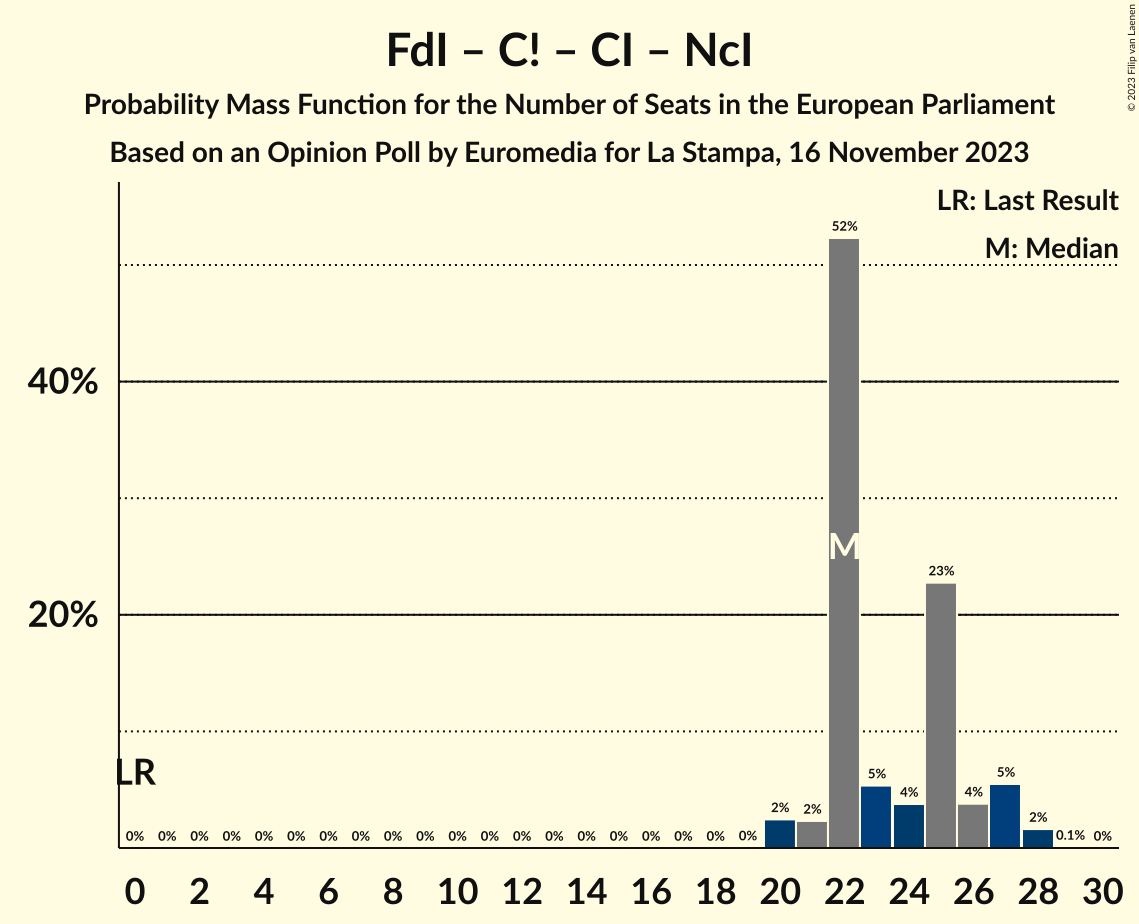 FdI – C! – CI – NcI
Probability Mass Function for the Number of Seats in the European Parliament
Based on an Opinion Poll by Euromedia for La Stampa, 16 November 2023
© 2023 Filip van Laenen
LR: Last Result
M: Median
52%
40%
M
23%
20%
LR
5%
5%
4%
4%
2%
2%
2%
0% 0% 0% 0% 0% 0% 0% 0% 0% 0% 0% 0% 0% 0% 0% 0% 0% 0% 0% 0% 0.1% 0%
0 2 4 6 8 10 12 14 16 18 20 22 24 26 28 30